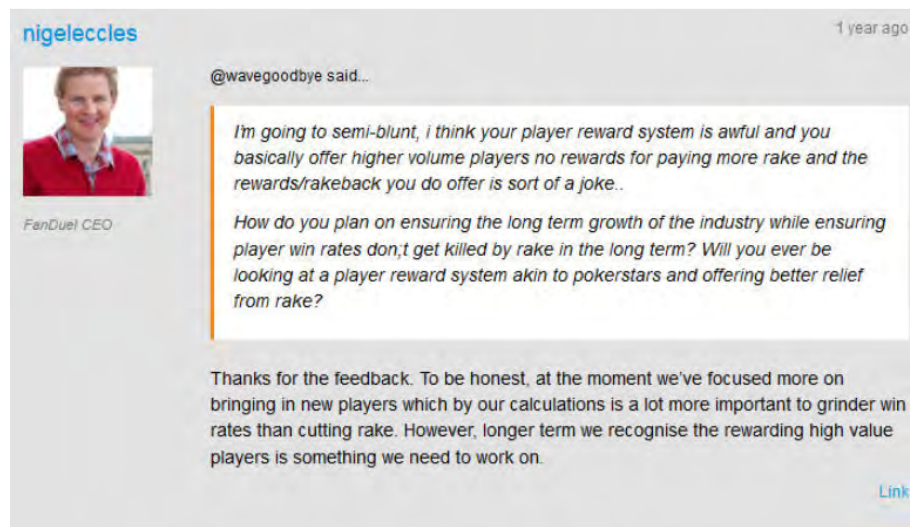 nigeleccles
1 year ago
@wavegoodbye said...
I'm going to semi-blunt, i think your player reward system is awful and you
basically offer higher volume players no rewards for paying more rake and the
rewards/rakeback you do offer is sort of a joke..
How do you plan on ensuring the long term growth of the industry while ensuring
player win rates don;t get killed by rake in the long term? Will you ever be
looking at a player reward system akin to pokerstars and offering better relief
from rake?
FanDuel CEO
Thanks for the feedback. To be honest, at the moment we've focused more on
bringing in new players which by our calculations is a lot more important to grinder win
rates than cutting rake. However, longer term we recognise the rewarding high value
players is something we need to work on.
Link